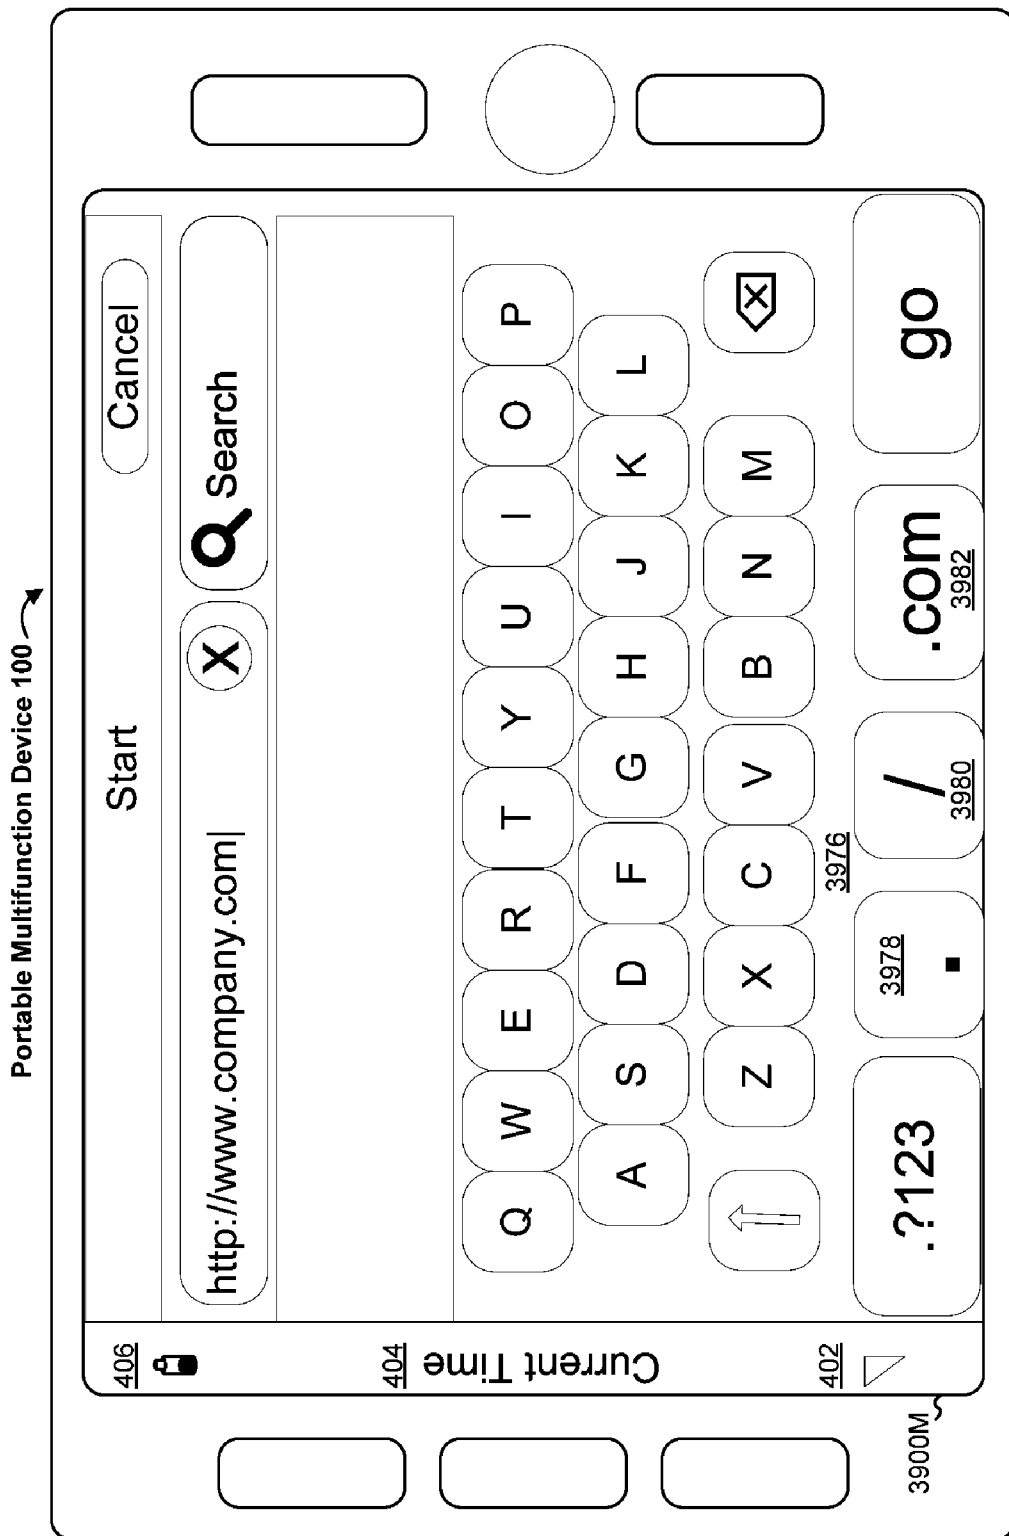 Portable Multifunction Device 100
Start
Cancel
http://www.company.com
X
Search
Q W E R T Y U I O P
A S D F G H J K L
Z X C V B N M X
3976
.?123
3978
.
/
3980
.com
3982
go
406
404
Current Time
402
3900M